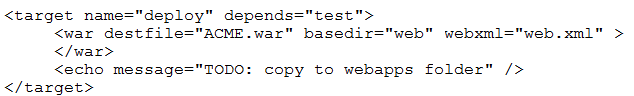 <target name="deploy" depends="test">
     <war destfile="ACME.war" basedir="web" webxml="web.xml" >
     </war>
     <echo message="TODO: copy to webapps folder" />
</target>